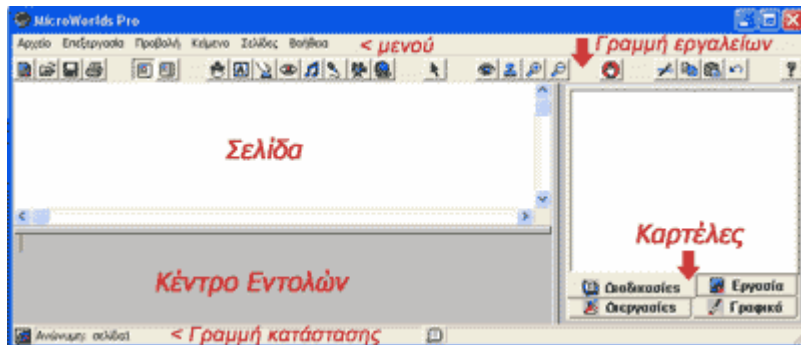 MicroWorlds Pro
Αρχείο Επεξεργασία Προβολή Κείμενο Σελίδες Βοήθεια < μενού
Γραμμή εργαλείων
Σελίδα
Καρτέλες
Κέντρο Εντολών
Διαδικασίες Εργασία
Διεργασίες Γραφικά
Ανώνυμη: σελίδα1 < Γραμμή κατάστασης